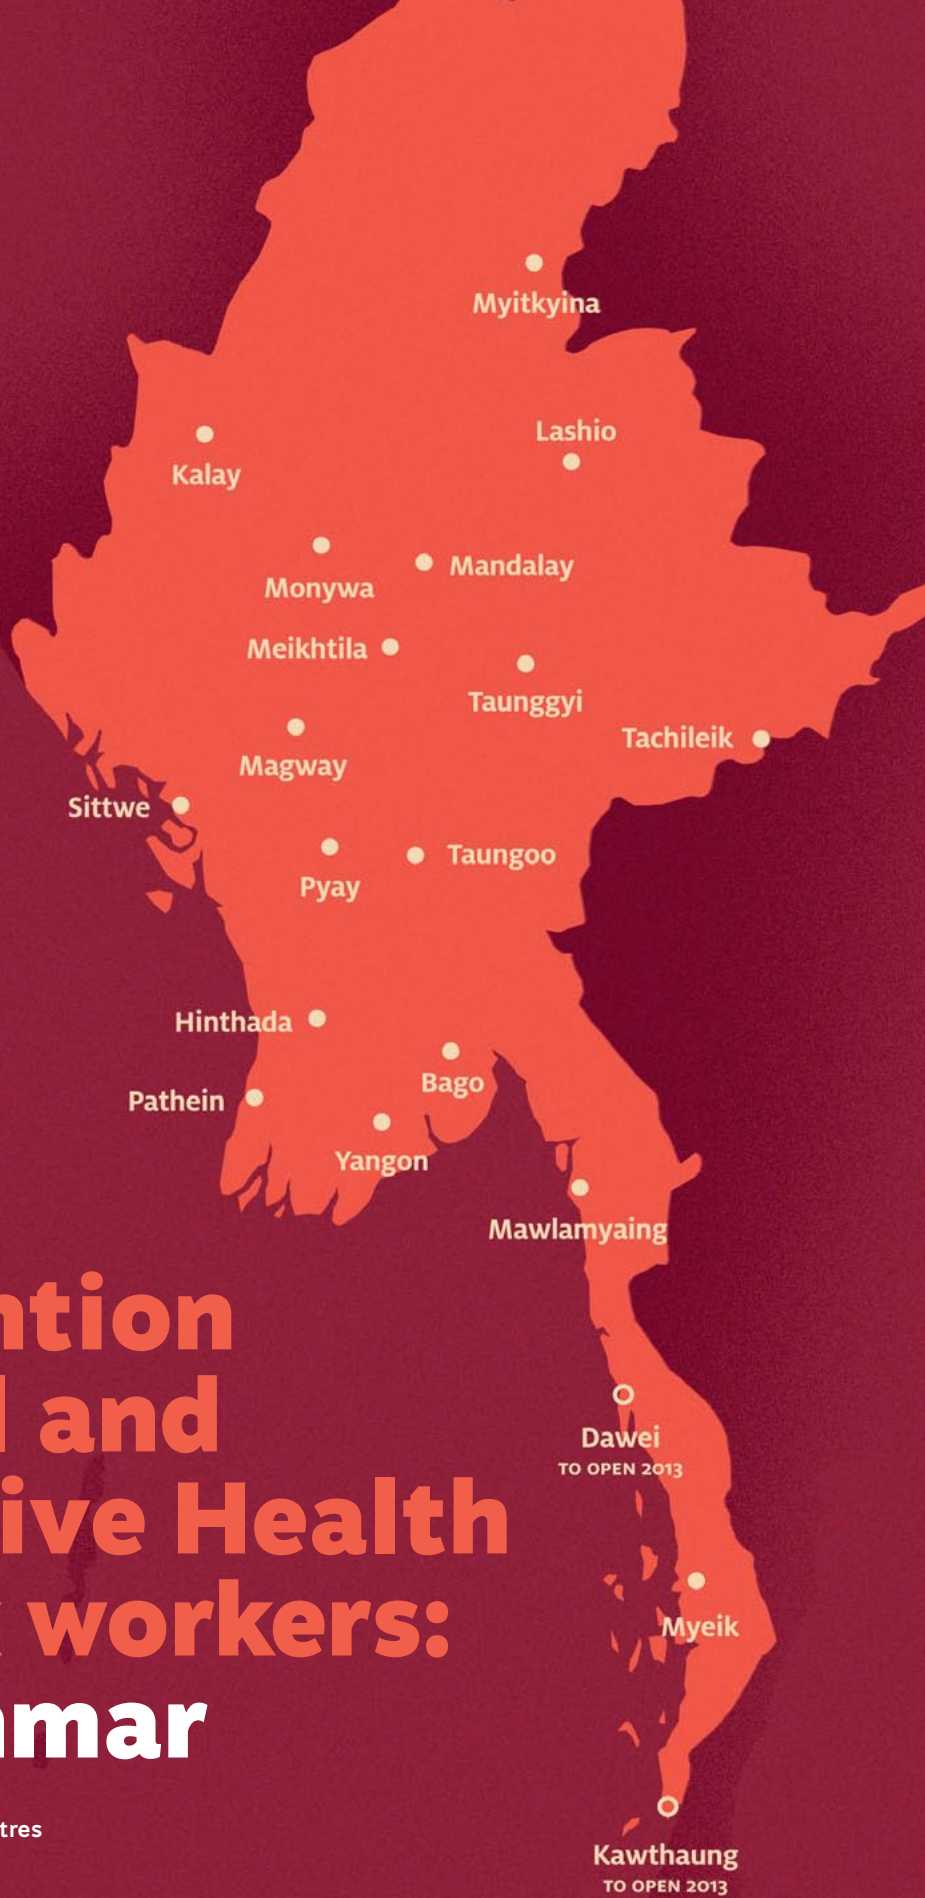 Myitkyina
Lashio
Kalay
Mandalay
Monywa
Meikhtila
Taunggyi
Tachileik
Magway
Sittwe
Taungoo
Pyay
Hinthada
Bago
Pathein
Yangon
Mawlamyaing
ntion
and
ive Health
Dawei
TO OPEN 2013
workers:
Myeik
mar
tres
Kawthaung
TO OPEN 2013